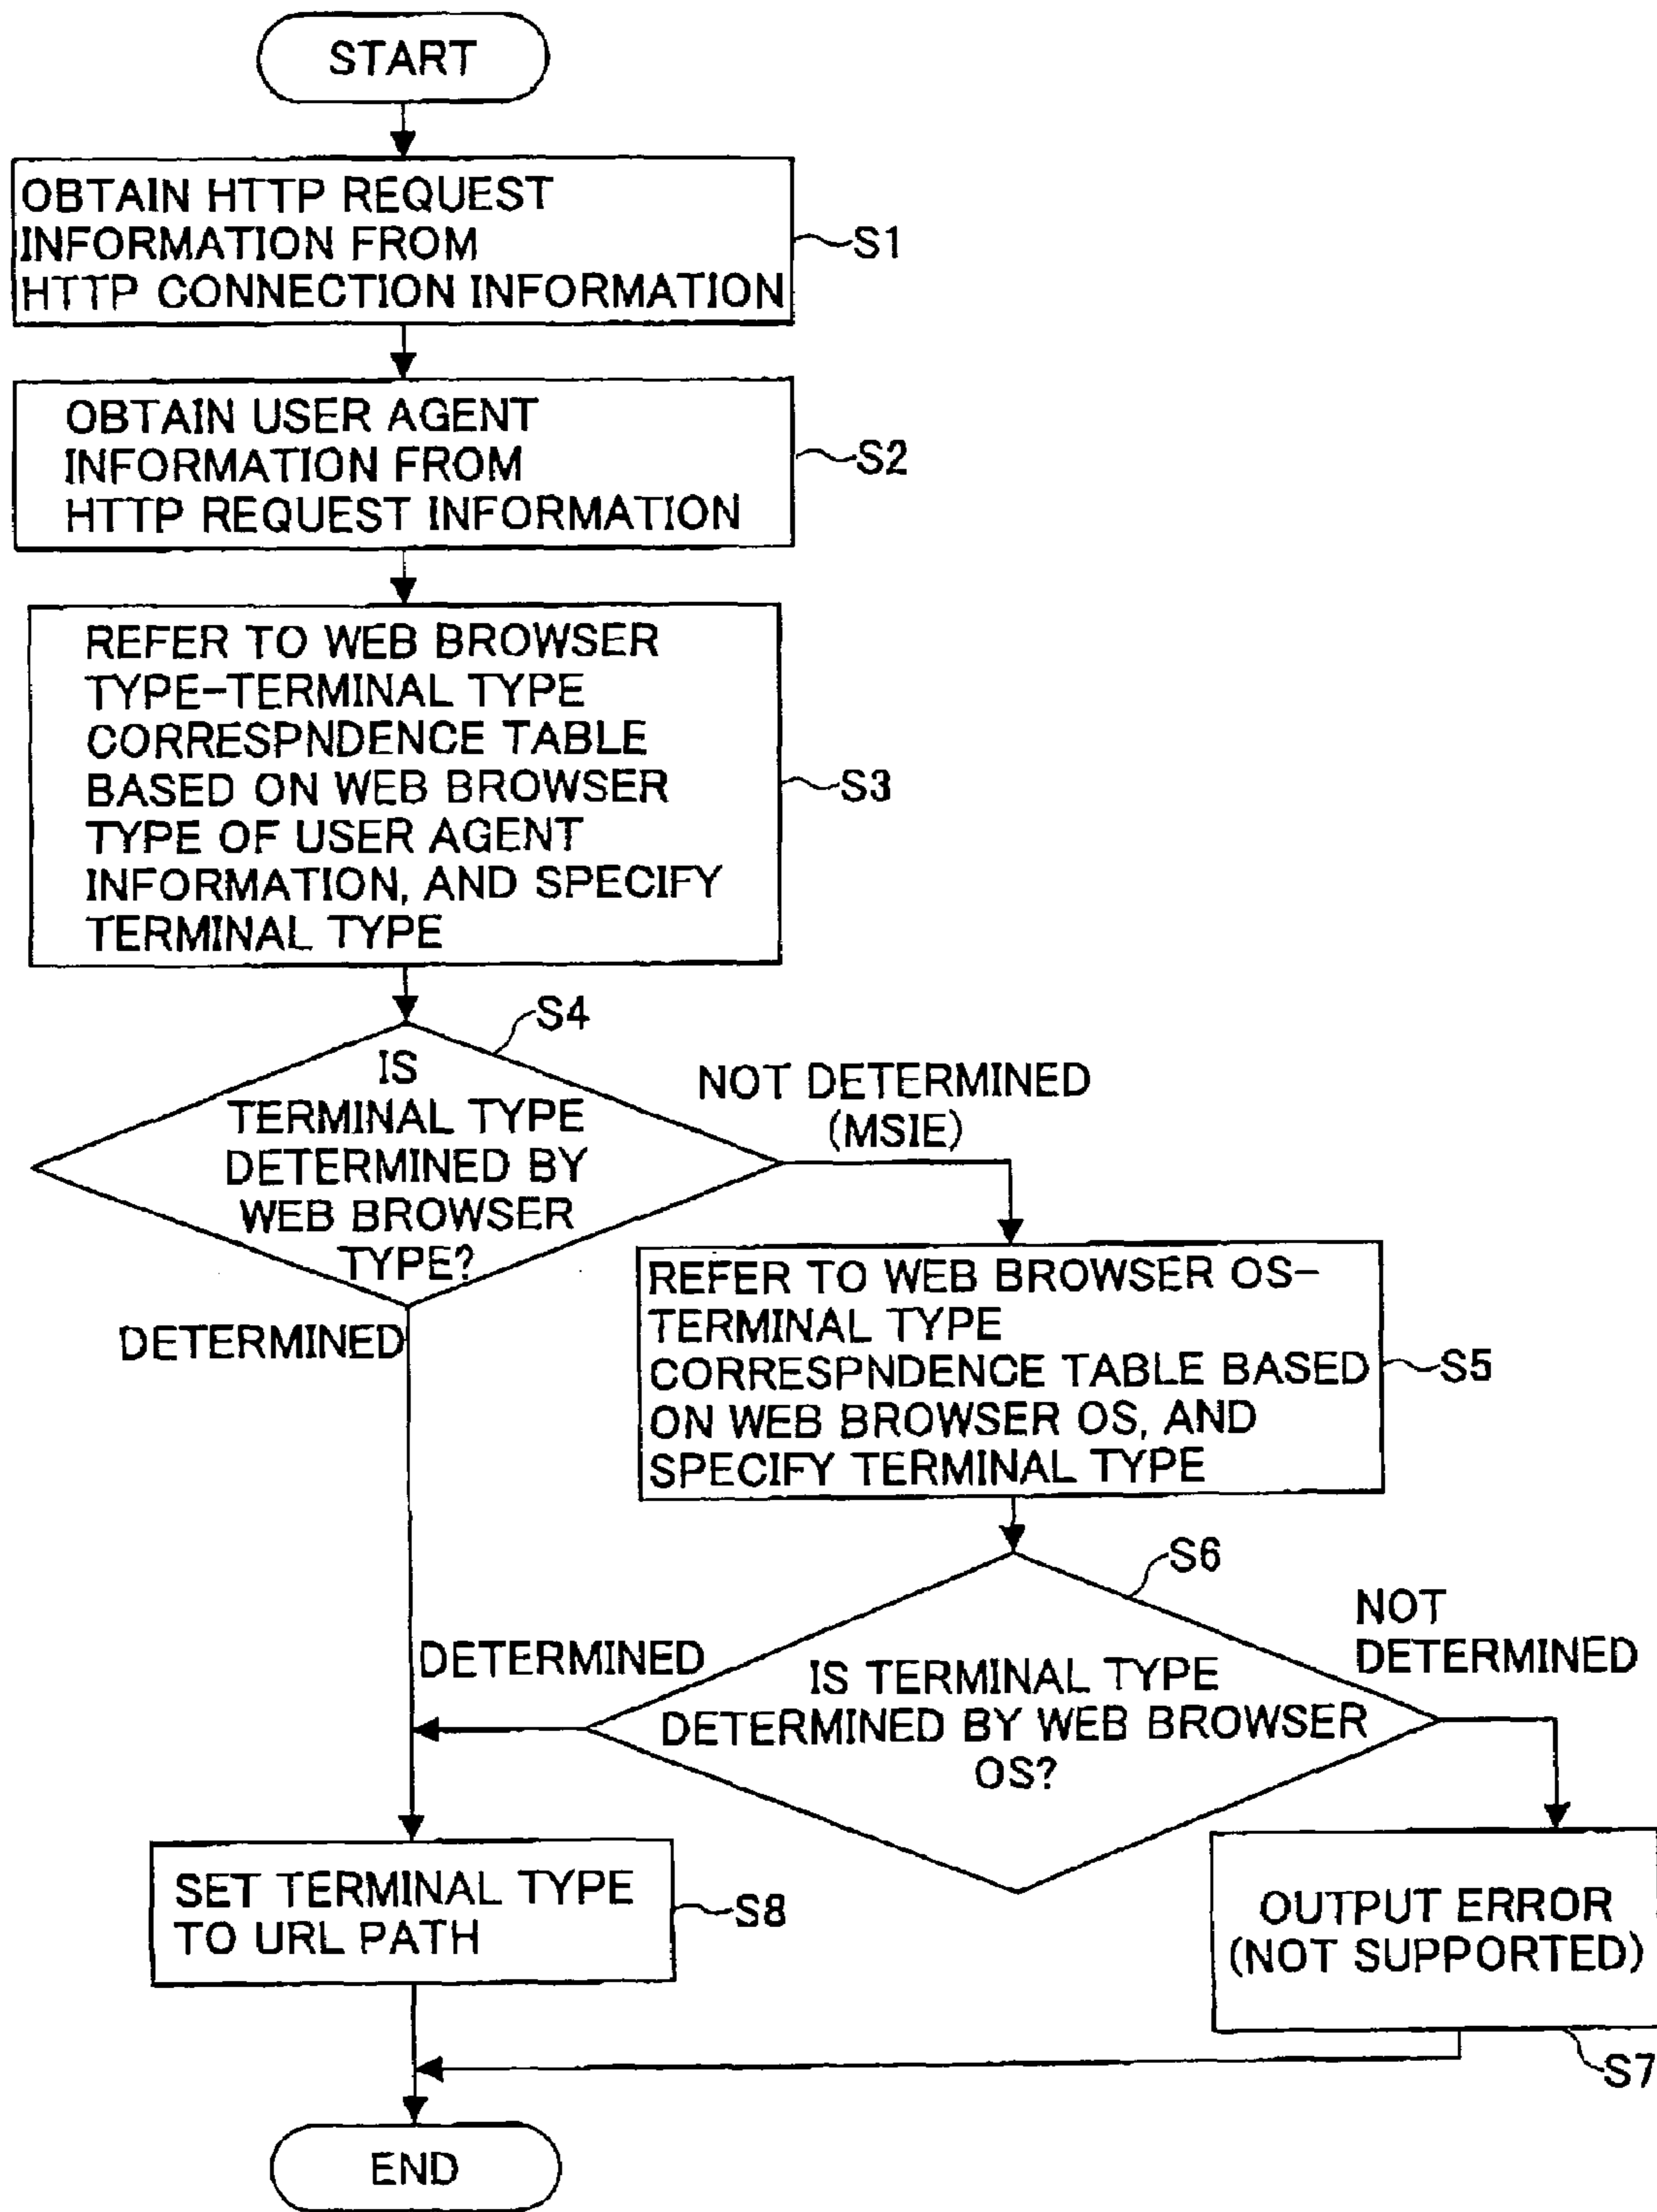 START
OBTAIN HTTP REQUEST
INFORMATION FROM
HTTP CONNECTION INFORMATION
S1
OBTAIN USER AGENT
INFORMATION FROM
HTTP REQUEST INFORMATION
S2
REFER TO WEB BROWSER
TYPE-TERMINAL TYPE
CORRESPNDENCE TABLE
BASED ON WEB BROWSER
TYPE OF USER AGENT
INFORMATION, AND SPECIFY
TERMINAL TYPE
S3
S4
IS
TERMINAL TYPE
DETERMINED BY
WEB BROWSER
TYPE?
NOT DETERMINED
(MSIE)
DETERMINED
REFER TO WEB BROWSER OS-
TERMINAL TYPE
CORRESPNDENCE TABLE BASED
ON WEB BROWSER OS, AND
SPECIFY TERMINAL TYPE
S5
S6
IS TERMINAL TYPE
DETERMINED BY WEB BROWSER
OS?
DETERMINED
NOT
DETERMINED
SET TERMINAL TYPE
TO URL PATH
S8
OUTPUT ERROR
(NOT SUPPORTED)
S7
END